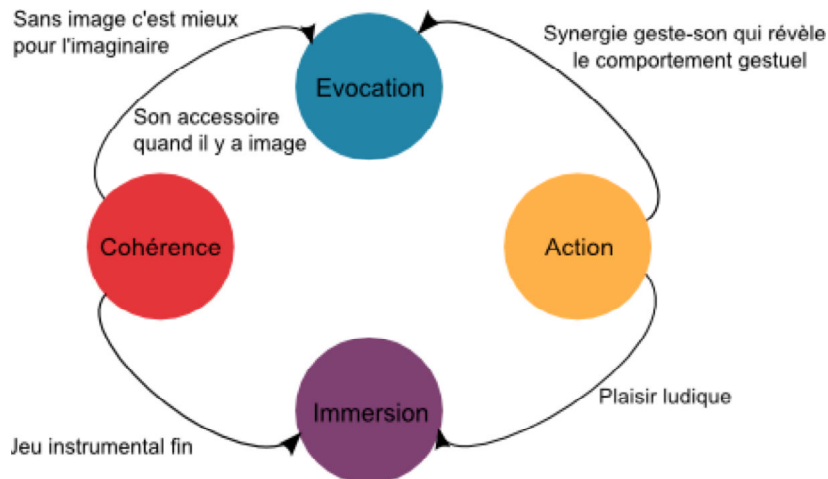 Sans image c'est mieux
pour l'imaginaire
Synergie geste-son qui révèle
le comportement gestuel
Evocation
Son accessoire
quand il y a image
Cohérence
Action
Immersion
Plaisir ludique
Jeu instrumental fin